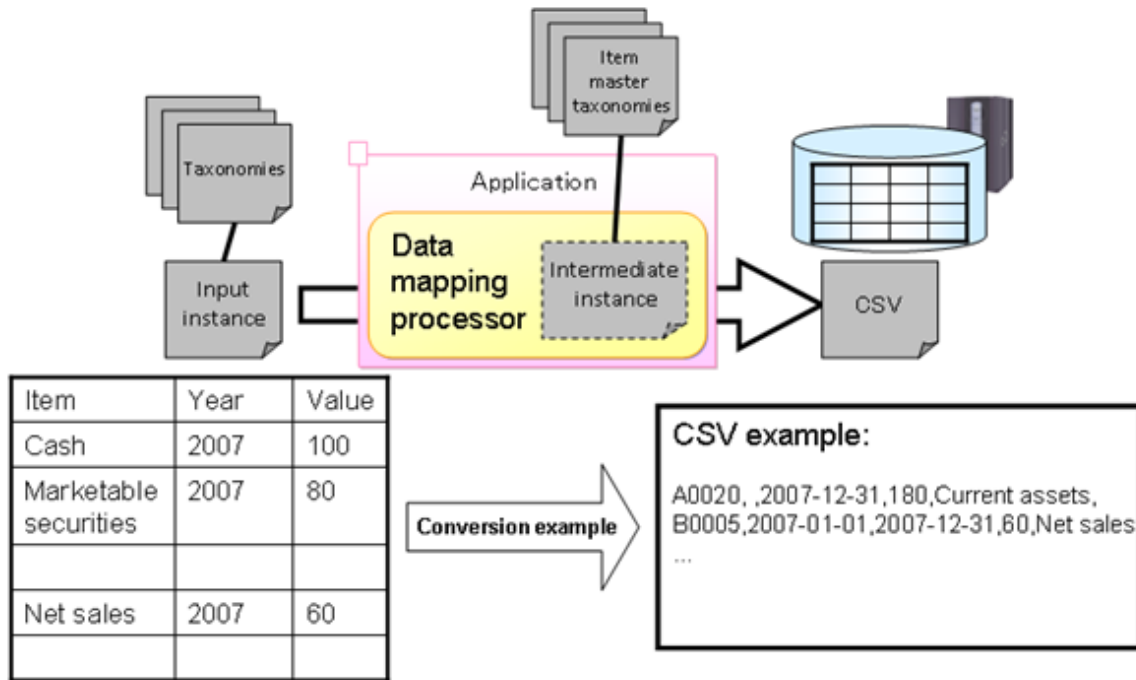 Item
master
taxonomies
Taxonomies
Application
Data
mapping
processor
Intermediate
instance
Input
instance
CSV
Item Year Value
Cash 2007 100
Marketable 2007 80
securities
Net sales 2007 60
Conversion example
CSV example:
A0020, ,2007-12-31,180,Current assets,
B0005,2007-01-01,2007-12-31,60,Net sales
...